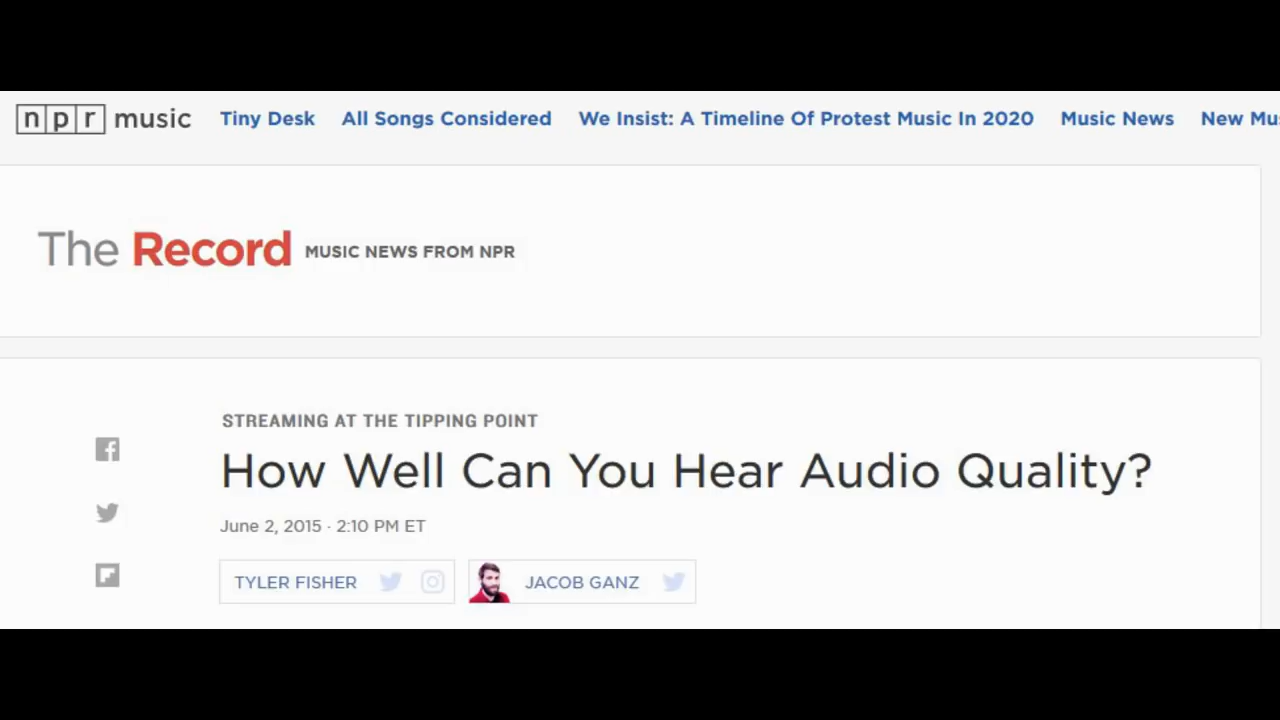 npr music Tiny Desk All Songs Considered We Insist: A Timeline Of Protest Music In 2020 Music News New Mus
The Record MUSIC NEWS FROM NPR
STREAMING AT THE TIPPING POINT
How Well Can You Hear Audio Quality?
June 2, 2015 · 2:10 PM ET
TYLER FISHER JACOB GANZ